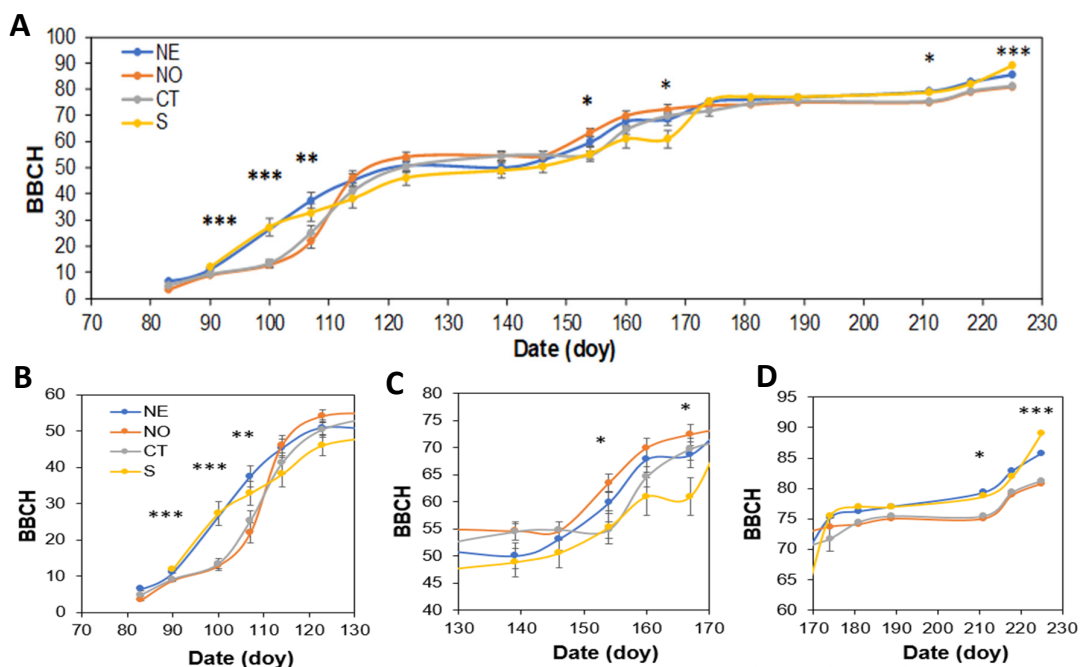 A
BBCH
100
90
80
70
60
50
40
30
20
10
0
NE
NO
CT
S
***
***
**
*
*
*
***
70 80 90 100 110 120 130 140 150 160 170 180 190 200 210 220 230
Date (doy)
B
BBCH
60
50
40
30
20
10
0
NE
NO
CT
S
***
***
**
70 80 90 100 110 120 130
Date (doy)
C
BBCH
80
75
70
65
60
55
50
45
40
*
*
130 140 150 160 170
Date (doy)
D
BBCH
95
90
85
80
75
70
65
60
*
***
170 180 190 200 210 220 230
Date (doy)